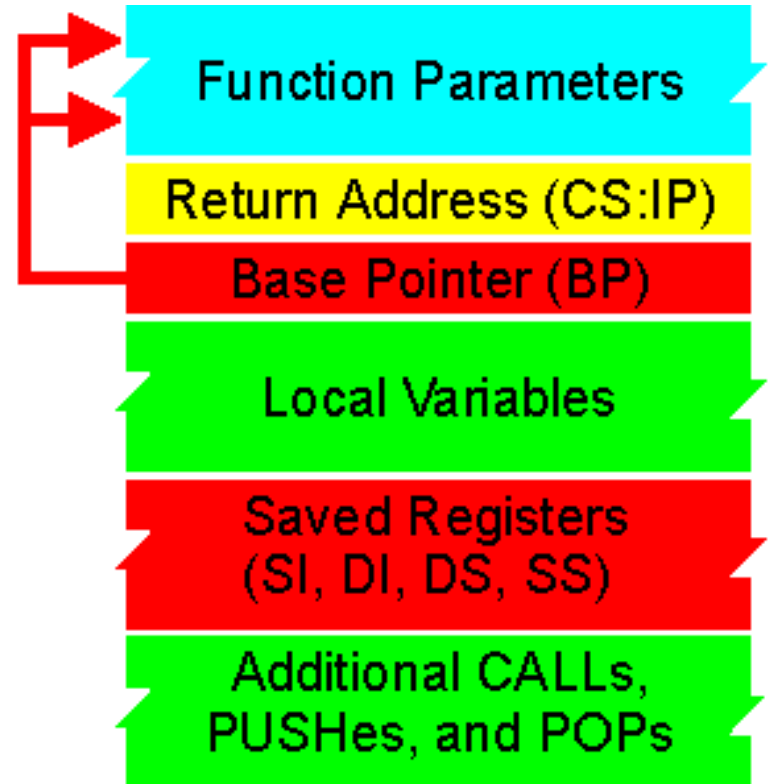 Function Parameters
Return Address (CS:IP)
Base Pointer (BP)
Local Variables
Saved Registers
(SI, DI, DS, SS)
Additional CALLs,
PUSHes, and POPs